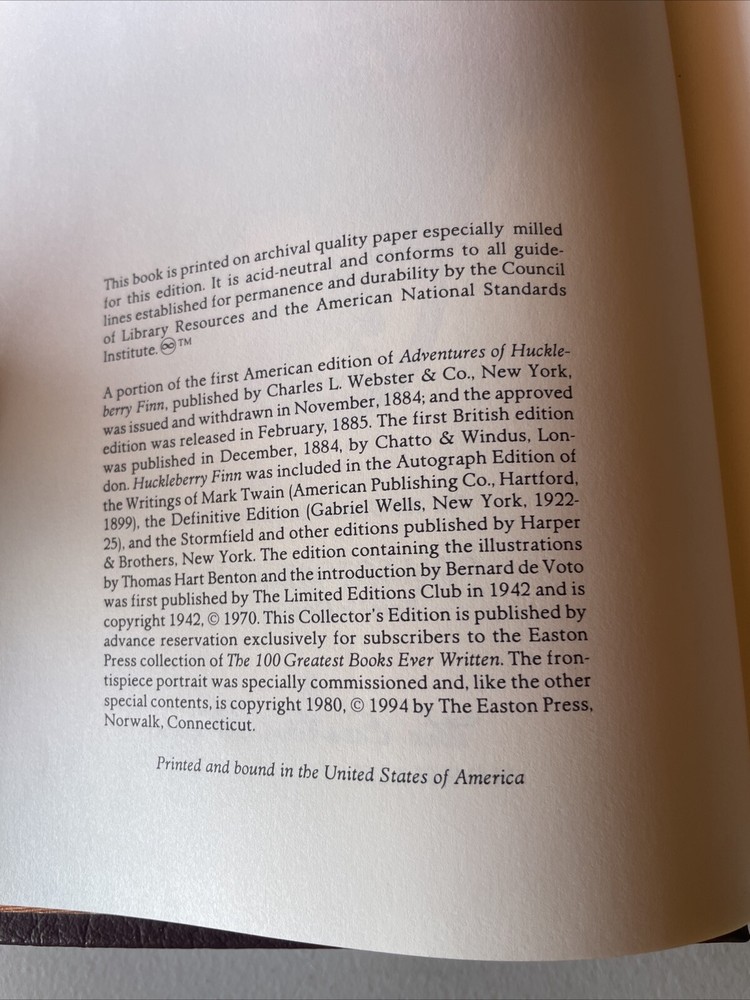 This book is printed on archival quality paper especially milled
for this edition. It is acid-neutral and conforms to all guide-
lines established for permanence and durability by the Council
of Library Resources and the American National Standards
Institute. ♾™
A portion of the first American edition of Adventures of Huckle-
berry Finn, published by Charles L. Webster & Co., New York,
was issued and withdrawn in November, 1884; and the approved
edition was released in February, 1885. The first British edition
was published in December, 1884, by Chatto & Windus, Lon-
don. Huckleberry Finn was included in the Autograph Edition of
the Writings of Mark Twain (American Publishing Co., Hartford,
1899), the Definitive Edition (Gabriel Wells, New York, 1922-
25), and the Stormfield and other editions published by Harper
& Brothers, New York. The edition containing the illustrations
by Thomas Hart Benton and the introduction by Bernard de Voto
was first published by The Limited Editions Club in 1942 and is
copyright 1942, © 1970. This Collector's Edition is published by
advance reservation exclusively for subscribers to the Easton
Press collection of The 100 Greatest Books Ever Written. The fron-
tispiece portrait was specially commissioned and, like the other
special contents, is copyright 1980, © 1994 by The Easton Press,
Norwalk, Connecticut.
Printed and bound in the United States of America